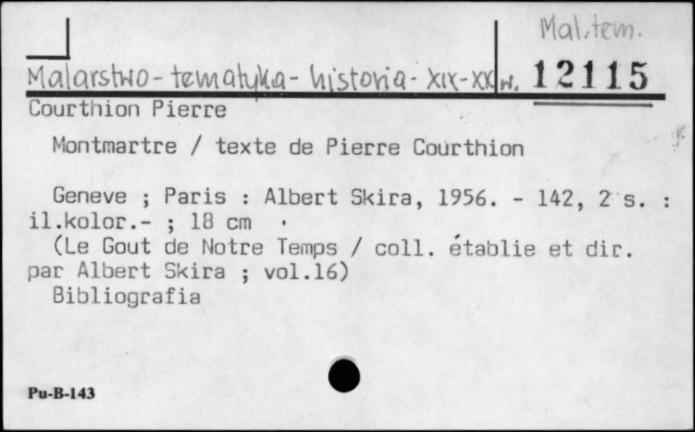 Mal.tem.
Malarstwo - tematyka - historia - XIX - XX w. 12115
Courthion Pierre
Montmartre / texte de Pierre Courthion
Geneve ; Paris : Albert Skira, 1956. - 142, 2 s. :
il.kolor.- ; 18 cm .
(Le Gout de Notre Temps / coll. établie et dir.
par Albert Skira ; vol.16)
Bibliografia
Pu-B-143